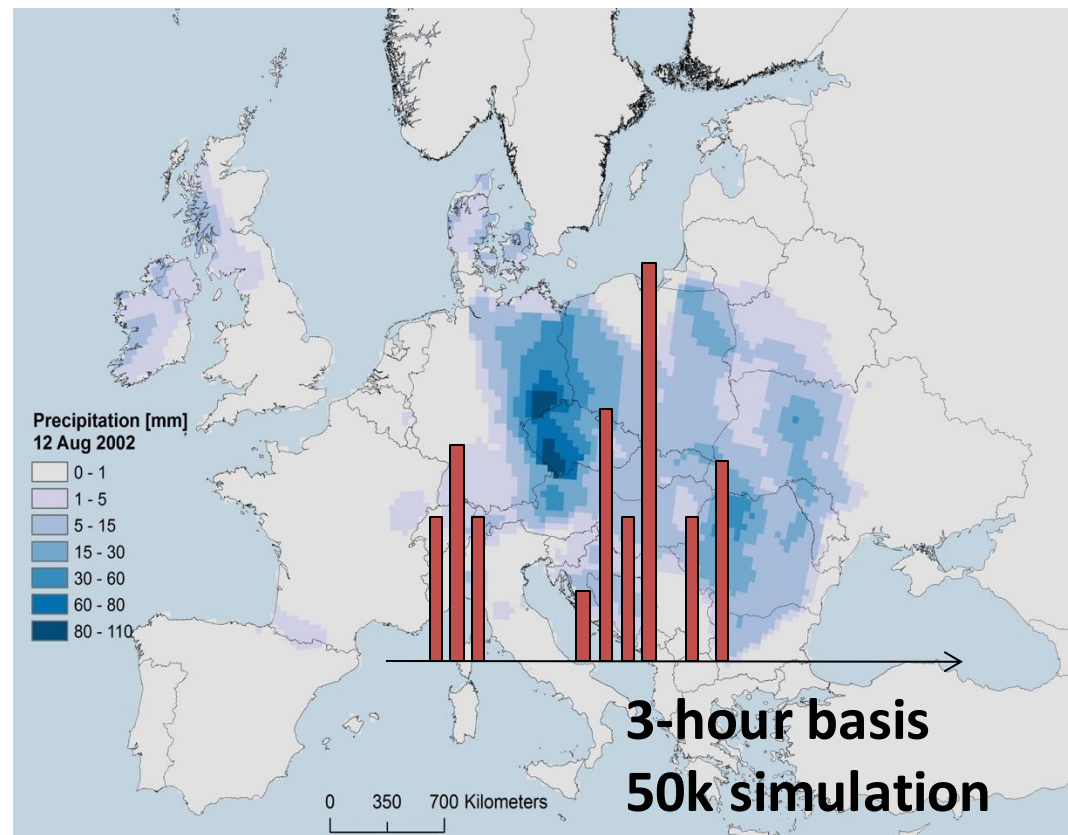 Precipitation [mm]
12 Aug 2002
0 - 1
1 - 5
5 - 15
15 - 30
30 - 60
60 - 80
80 - 110
3-hour basis
50k simulation
0 350 700 Kilometers